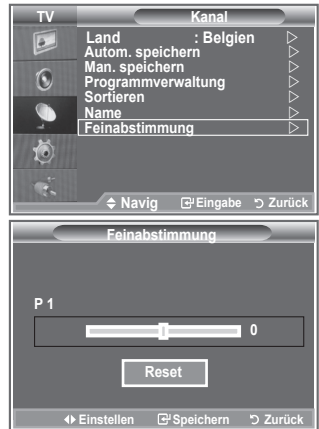 TV Kanal
Land : Belgien
Autom. speichern
Man. speichern
Programmverwaltung
Sortieren
Name
Feinabstimmung
Navig Eingabe Zurück
Feinabstimmung
P 1
0
Reset
Einstellen Speichern Zurück